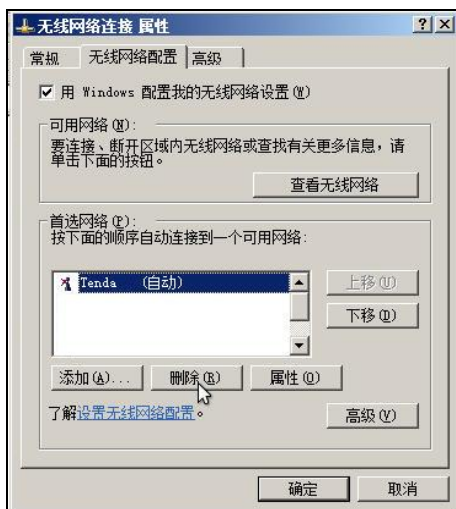 无线网络连接 属性
常规 无线网络配置 高级
用 Windows 配置我的无线网络设置(W)
可用网络(N):
要连接、断开区域内无线网络或查找有关更多信息，请
单击下面的按钮。
查看无线网络
首选网络(P):
按下面的顺序自动连接到一个可用网络:
Tenda (自动)
上移(U)
下移(D)
添加(A)... 删除(R) 属性(O)
了解设置无线网络配置。
高级(V)
确定 取消